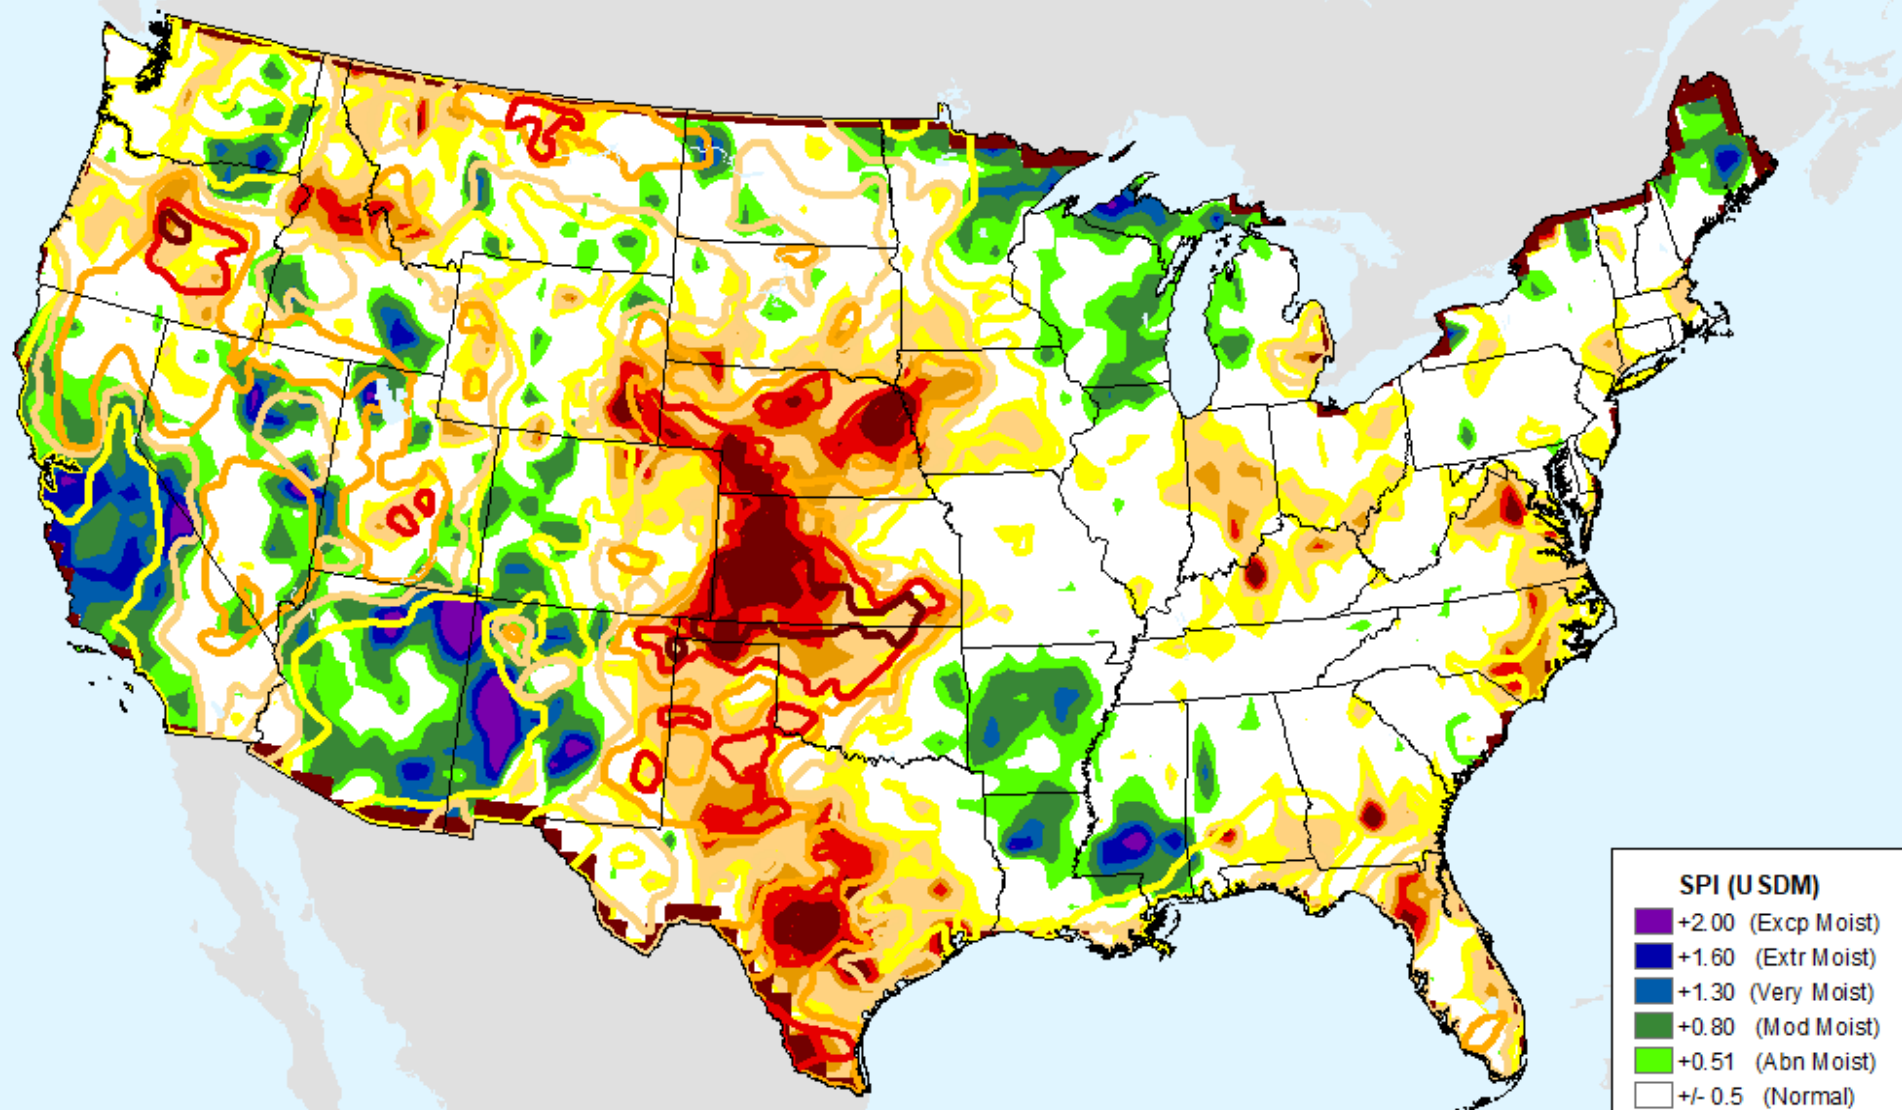 SPI (USDM)
+2.00 (Excp Moist)
+1.60 (Extr Moist)
+1.30 (Very Moist)
+0.80 (Mod Moist)
+0.51 (Abn Moist)
+/- 0.5 (Normal)